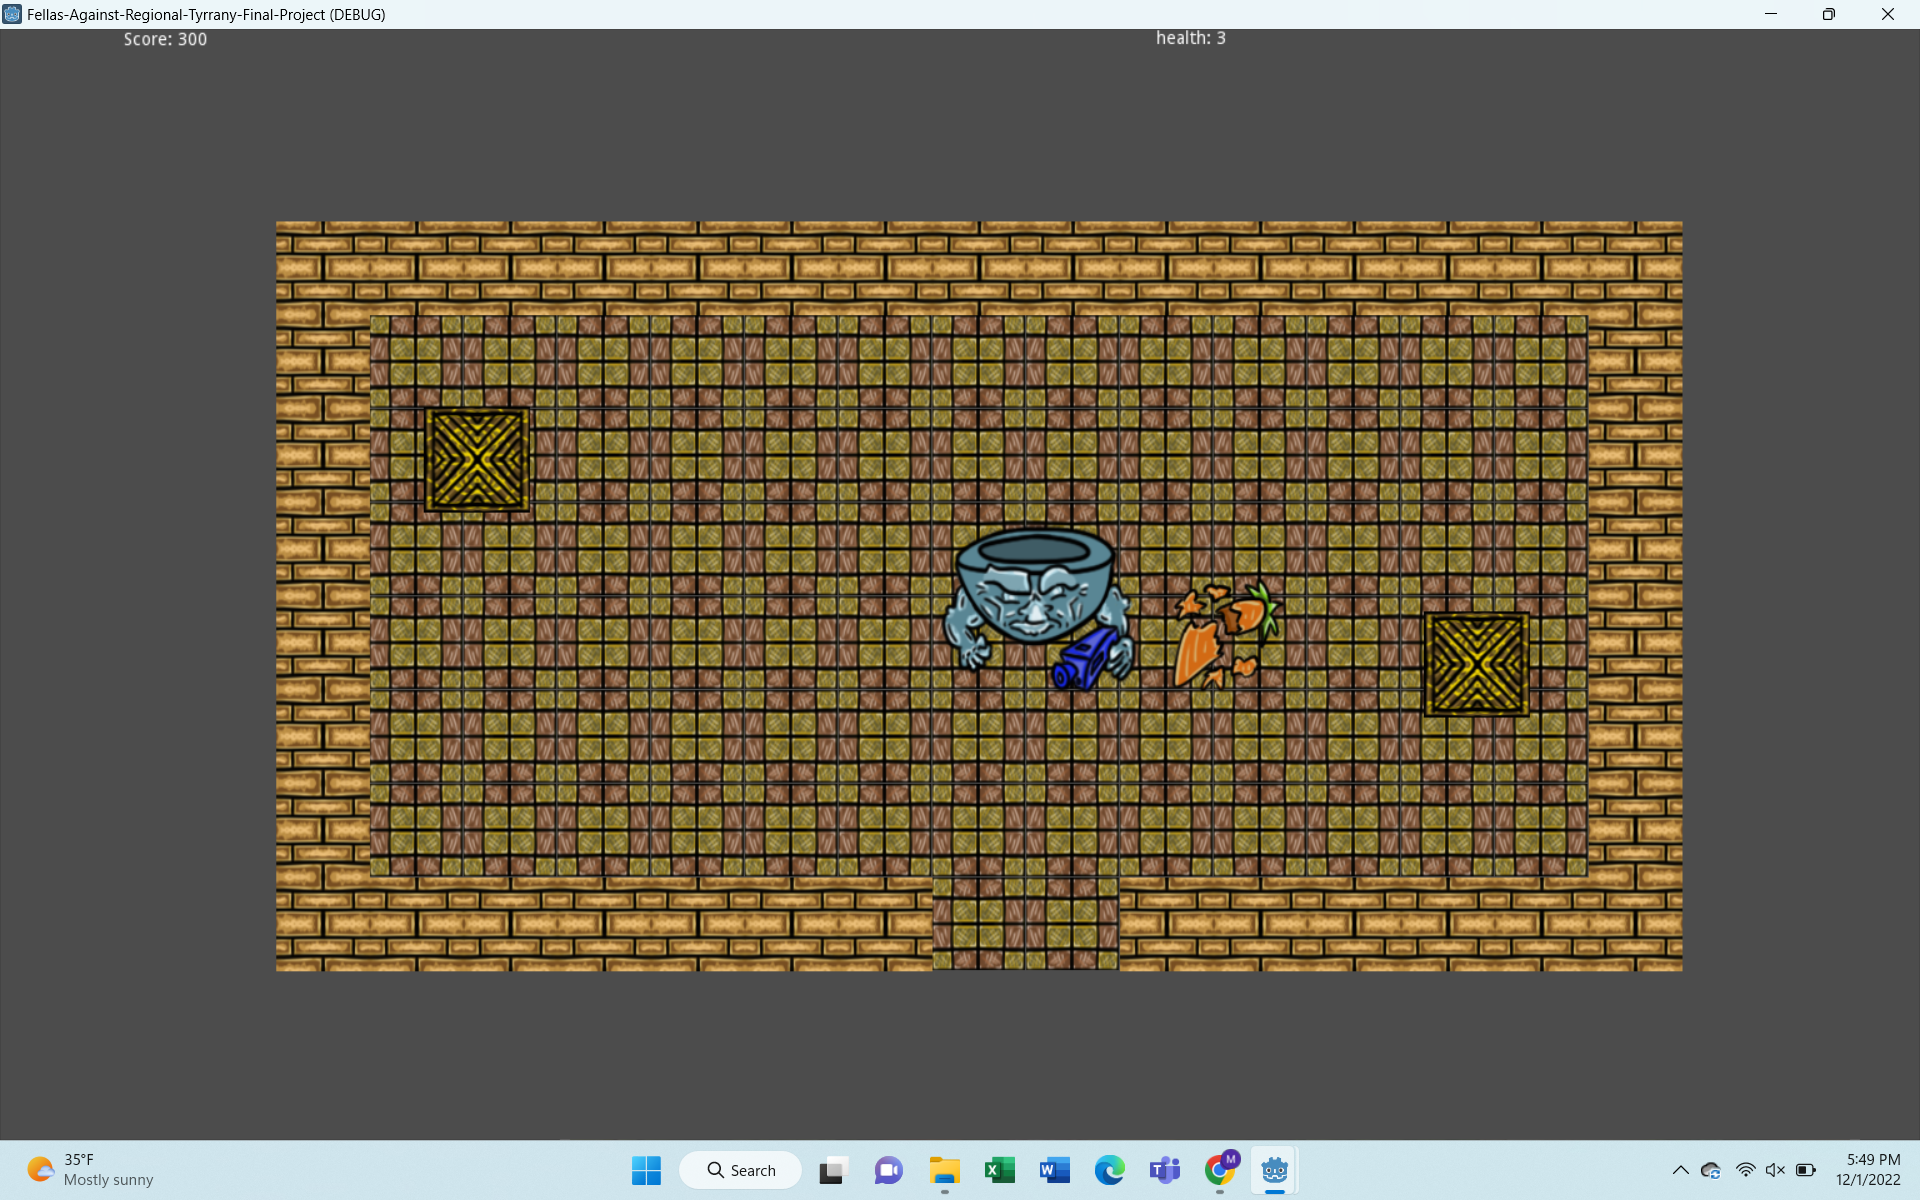 Fellas-Against-Regional-Tyrrany-Final-Project (DEBUG)
Score: 300
health: 3
35°F
Mostly sunny
Search
M
5:49 PM
12/1/2022